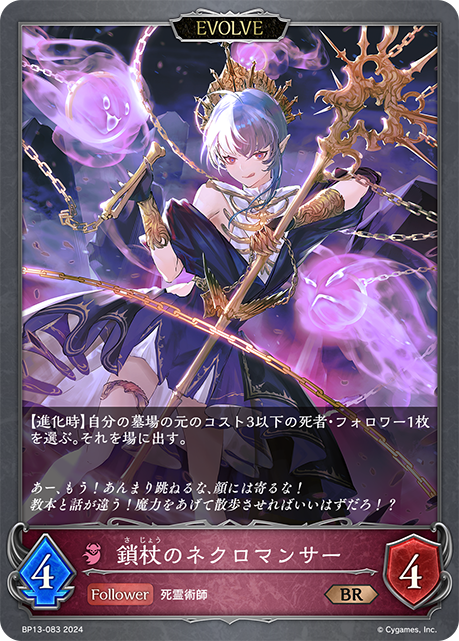 EVOLVE
【進化時】自分の墓場の元のコスト3以下の死者・フォロワー1枚
を選ぶ。それを場に出す。
あー、もう！あんまり跳ねるな、顔には寄るな！
教本と話が違う！魔力をあげて散歩させればいいはずだろ！？
さじょう
鎖杖のネクロマンサー
4
Follower
死霊術師
BR
4
BP13-083 2024
© Cygames, Inc.